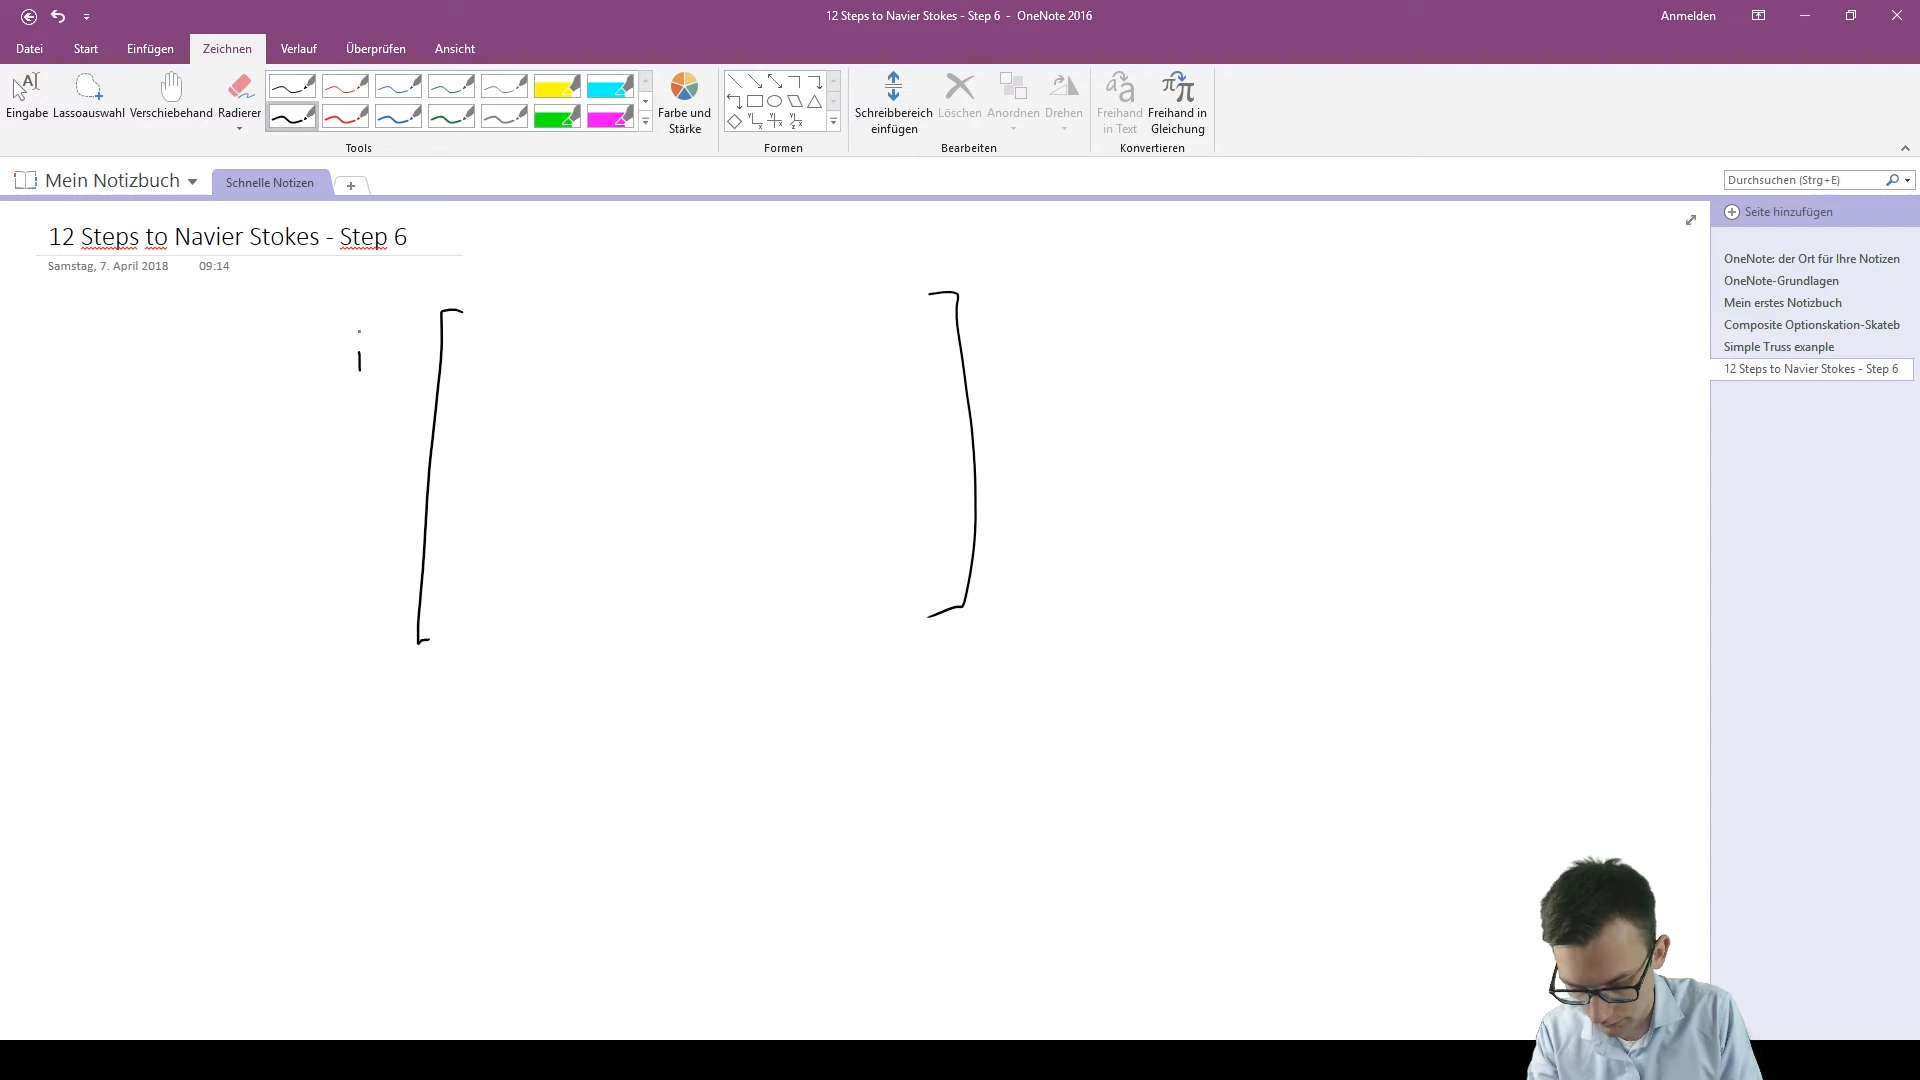 12 Steps to Navier Stokes - Step 6 - OneNote 2016
Anmelden
Datei Start Einfügen Zeichnen Verlauf Überprüfen Ansicht
Eingabe Lassoauswahl Verschiebehand Radierer
Farbe und Stärke
Schreibbereich einfügen
Löschen Anordnen Drehen
Freihand in Text
Freihand in Gleichung
Tools Formen Bearbeiten Konvertieren
Mein Notizbuch
Schnelle Notizen
Durchsuchen (Strg+E)
Seite hinzufügen
12 Steps to Navier Stokes - Step 6
Samstag, 7. April 2018 09:14
OneNote: der Ort für Ihre Notizen
OneNote-Grundlagen
Mein erstes Notizbuch
Composite Optionskation-Skateb
Simple Truss exanple
12 Steps to Navier Stokes - Step 6
i